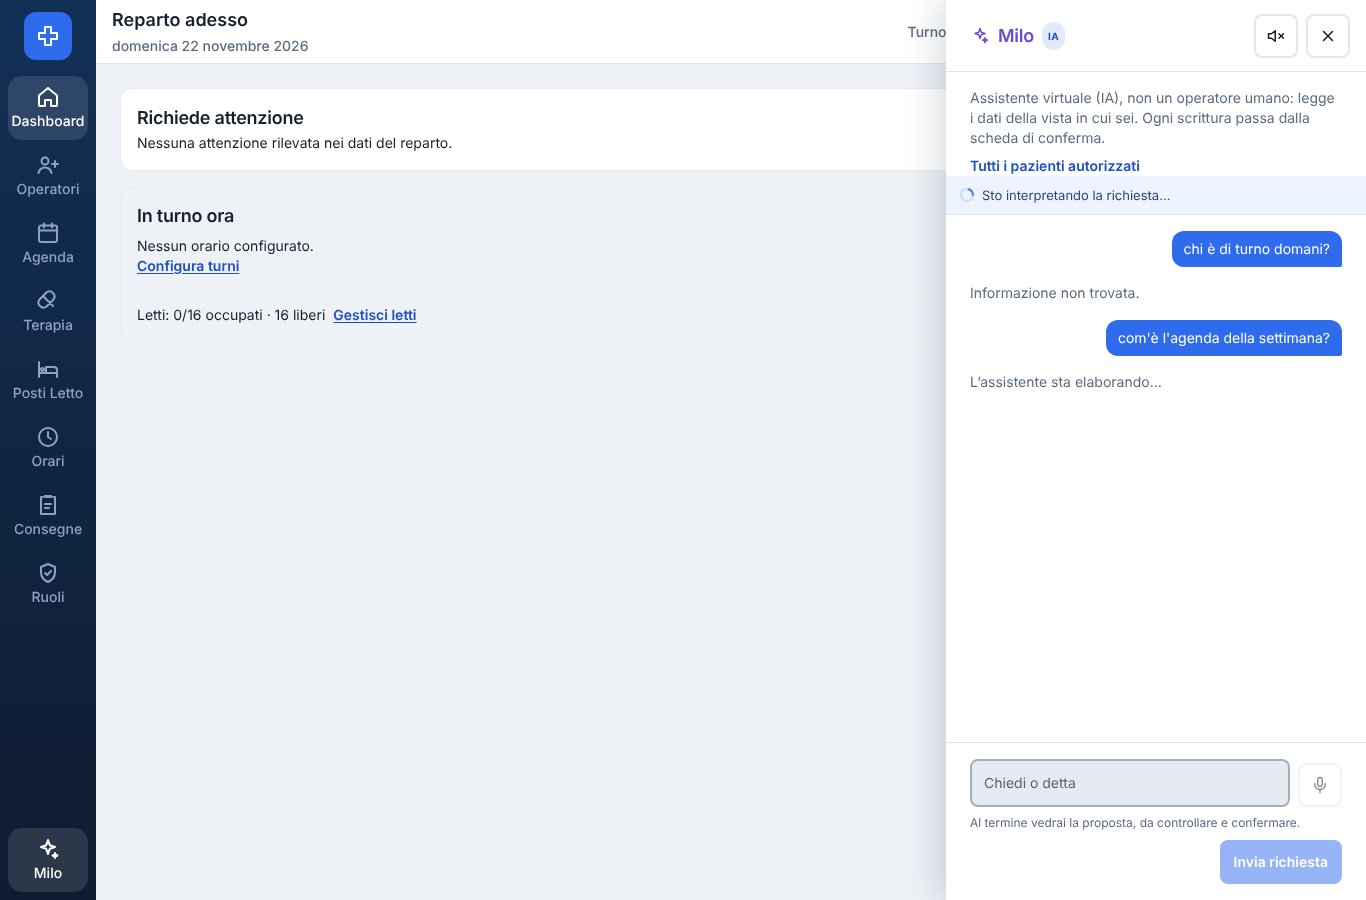 Dashboard
Operatori
Agenda
Terapia
Posti Letto
Orari
Consegne
Ruoli
Milo
Reparto adesso
domenica 22 novembre 2026
Turno
Richiede attenzione
Nessuna attenzione rilevata nei dati del reparto.
In turno ora
Nessun orario configurato.
Configura turni
Letti: 0/16 occupati · 16 liberi Gestisci letti
Milo IA
Assistente virtuale (IA), non un operatore umano: legge
i dati della vista in cui sei. Ogni scrittura passa dalla
scheda di conferma.
Tutti i pazienti autorizzati
Sto interpretando la richiesta...
chi è di turno domani?
Informazione non trovata.
com'è l'agenda della settimana?
L’assistente sta elaborando...
Chiedi o detta
Al termine vedrai la proposta, da controllare e confermare.
Invia richiesta